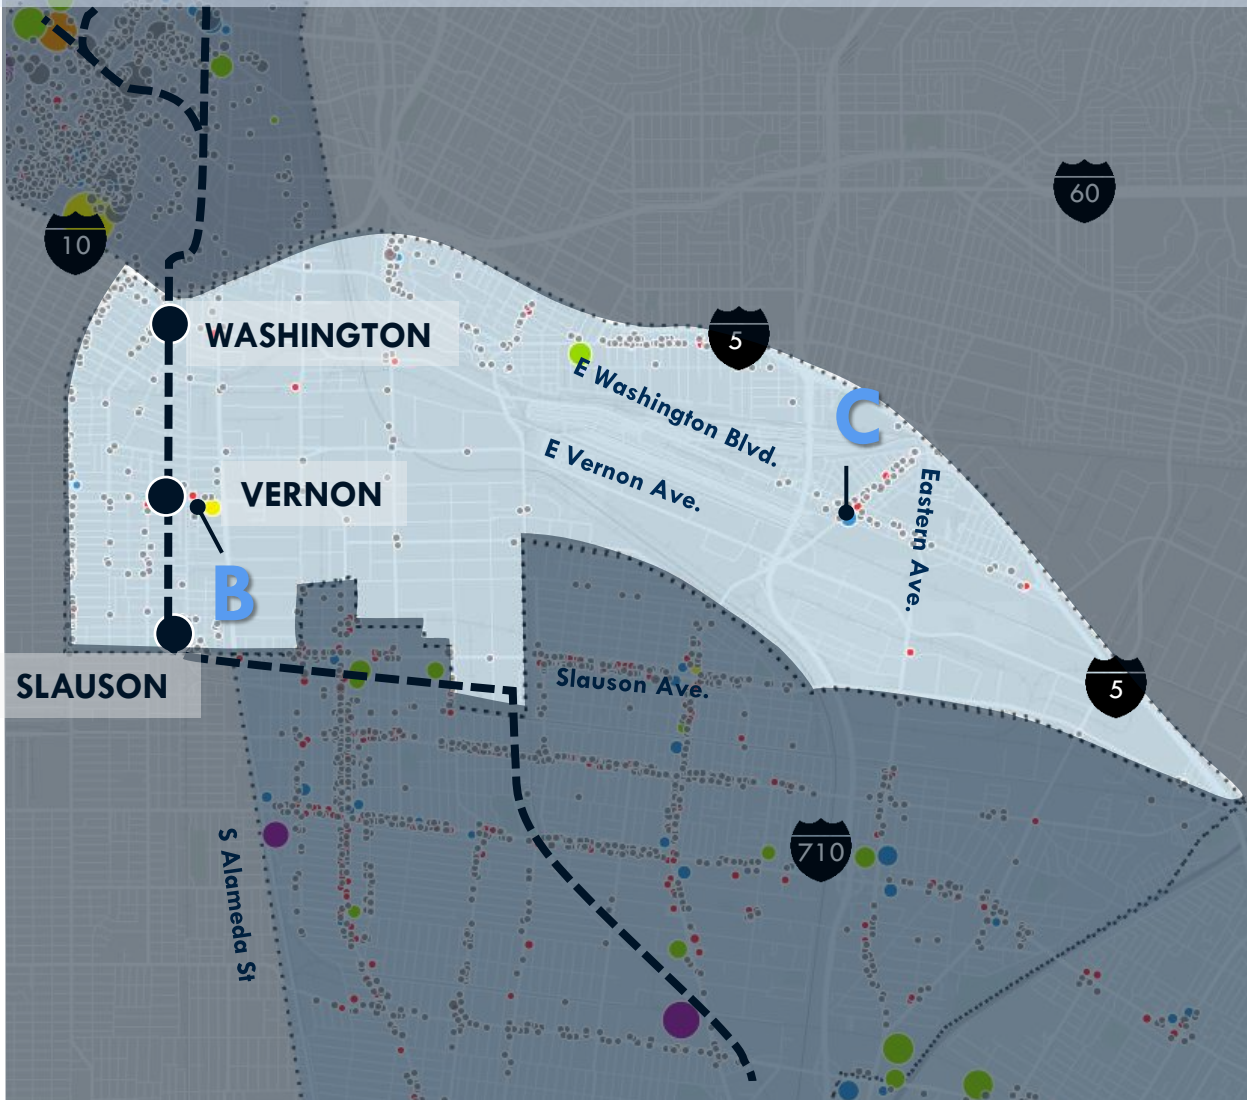 60
10
WASHINGTON
5
E Washington Blvd.
C
E Vernon Ave.
VERNON
Eastern Ave.
B
SLAUSON
Slauson Ave.
5
S Alameda St
710